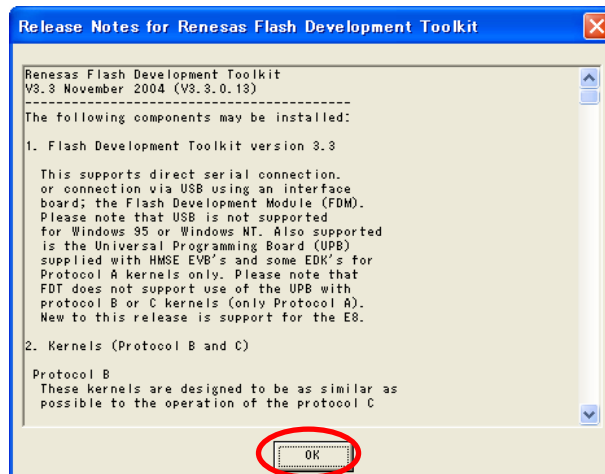 Release Notes for Renesas Flash Development Toolkit
Renesas Flash Development Toolkit
V3.3 November 2004 (V3.3.0.13)
------------------------------------------
The following components may be installed:
1. Flash Development Toolkit version 3.3
This supports direct serial connection.
or connection via USB using an interface
board; the Flash Development Module (FDM).
Please note that USB is not supported
for Windows 95 or Windows NT. Also supported
is the Universal Programming Board (UPB)
supplied with HMSE EVB's and some EDK's for
Protocol A kernels only. Please note that
FDT does not support use of the UPB with
protocol B or C kernels (only Protocol A).
New to this release is support for the E8.
2. Kernels (Protocol B and C)
Protocol B
These kernels are designed to be as similar as
possible to the operation of the protocol C
OK